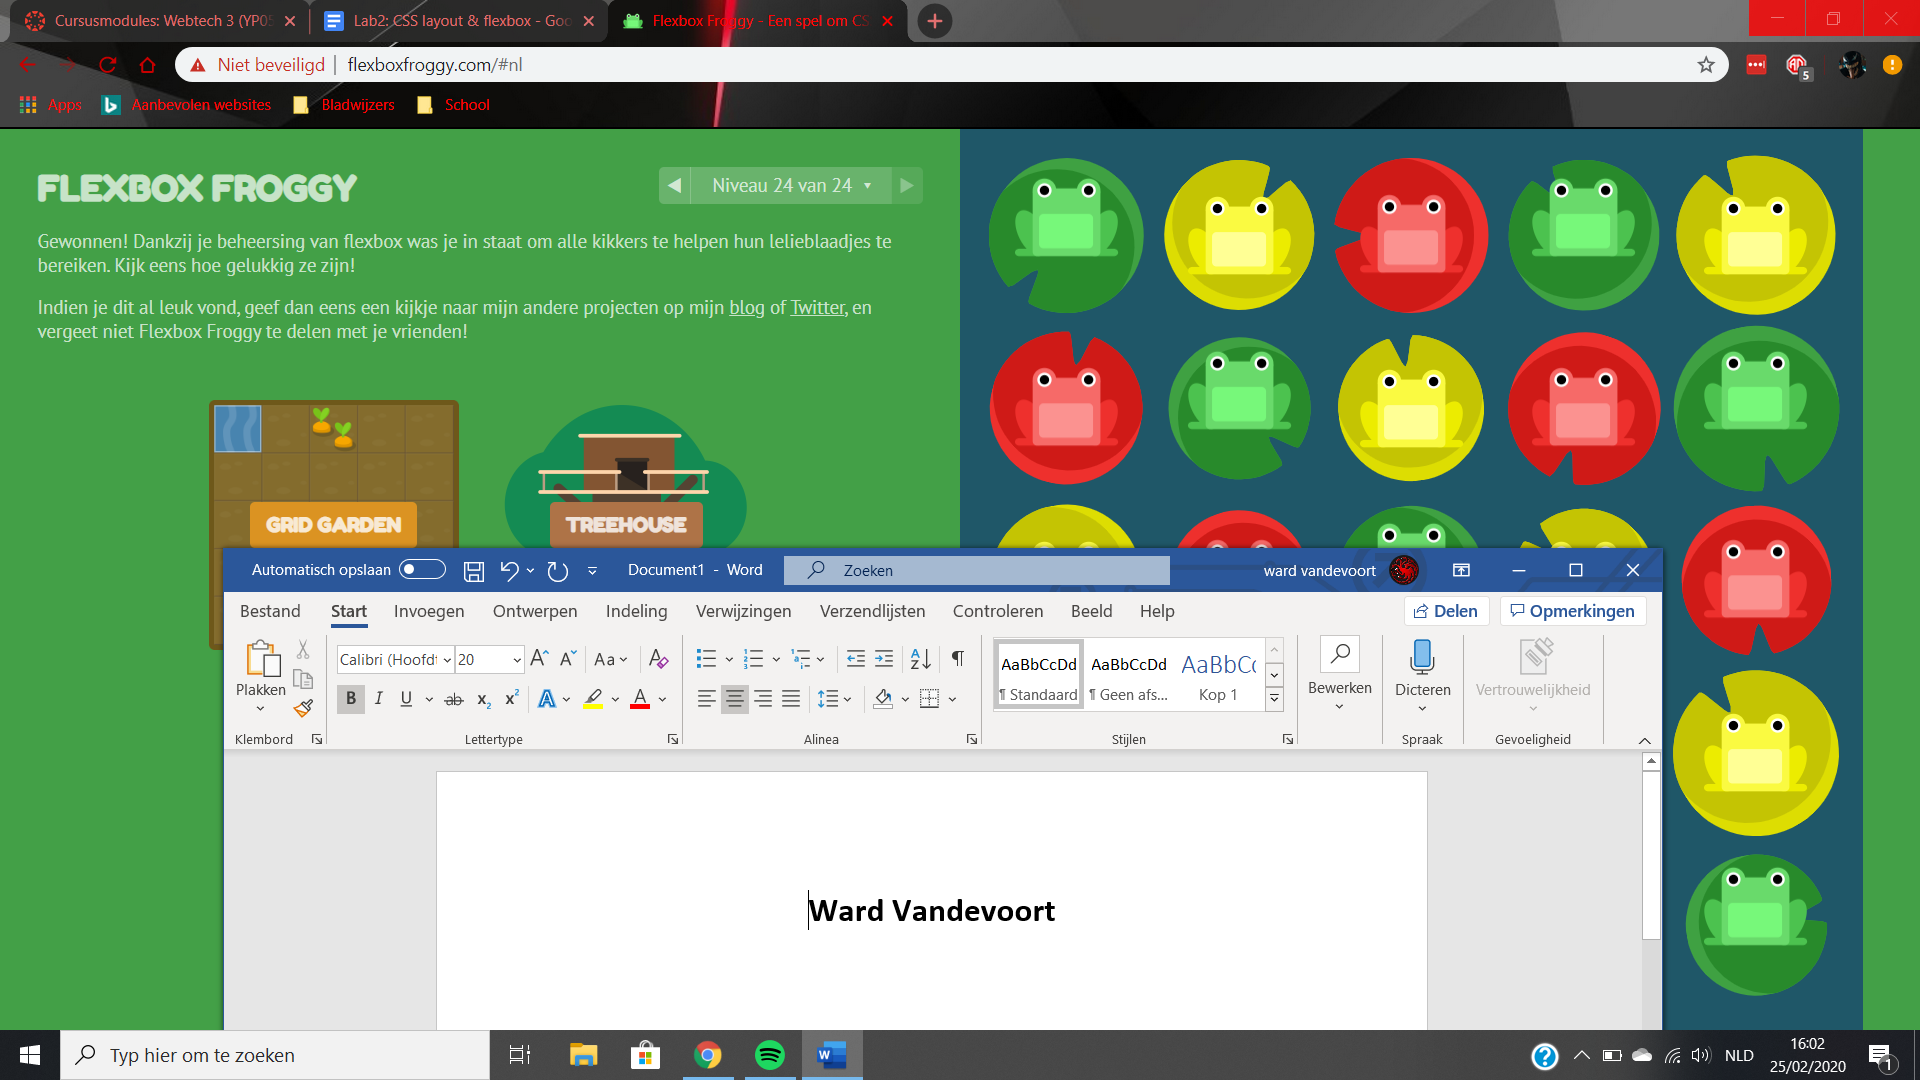 Cursusmodules: Webtech 3 (YP05
Lab2: CSS layout & flexbox - Goo
Flexbox Froggy - Een spel om CS
Niet beveiligd
flexboxfroggy.com/#nl
5
Apps
Aanbevolen websites
Bladwijzers
School
FLEXBOX FROGGY
Niveau 24 van 24
Gewonnen! Dankzij je beheersing van flexbox was je in staat om alle kikkers te helpen hun lelieblaadjes te
bereiken. Kijk eens hoe gelukkig ze zijn!
Indien je dit al leuk vond, geef dan eens een kijkje naar mijn andere projecten op mijn blog of Twitter, en
vergeet niet Flexbox Froggy te delen met je vrienden!
GRID GARDEN
TREEHOUSE
Automatisch opslaan
Document1 - Word
Zoeken
ward vandevoort
Bestand Start Invoegen Ontwerpen Indeling Verwijzingen Verzendlijsten Controleren Beeld Help
Delen
Opmerkingen
Plakken
Klembord
Calibri (Hoofdt
20
Lettertype
Alinea
AaBbCcDd AaBbCcDd AaBbCc
¶ Standaard ¶ Geen afs... Kop 1
Stijlen
Bewerken
Dicteren
Spraak
Vertrouwelijkheid
Gevoeligheid
Ward Vandevoort
Typ hier om te zoeken
NLD
16:02
25/02/2020
1